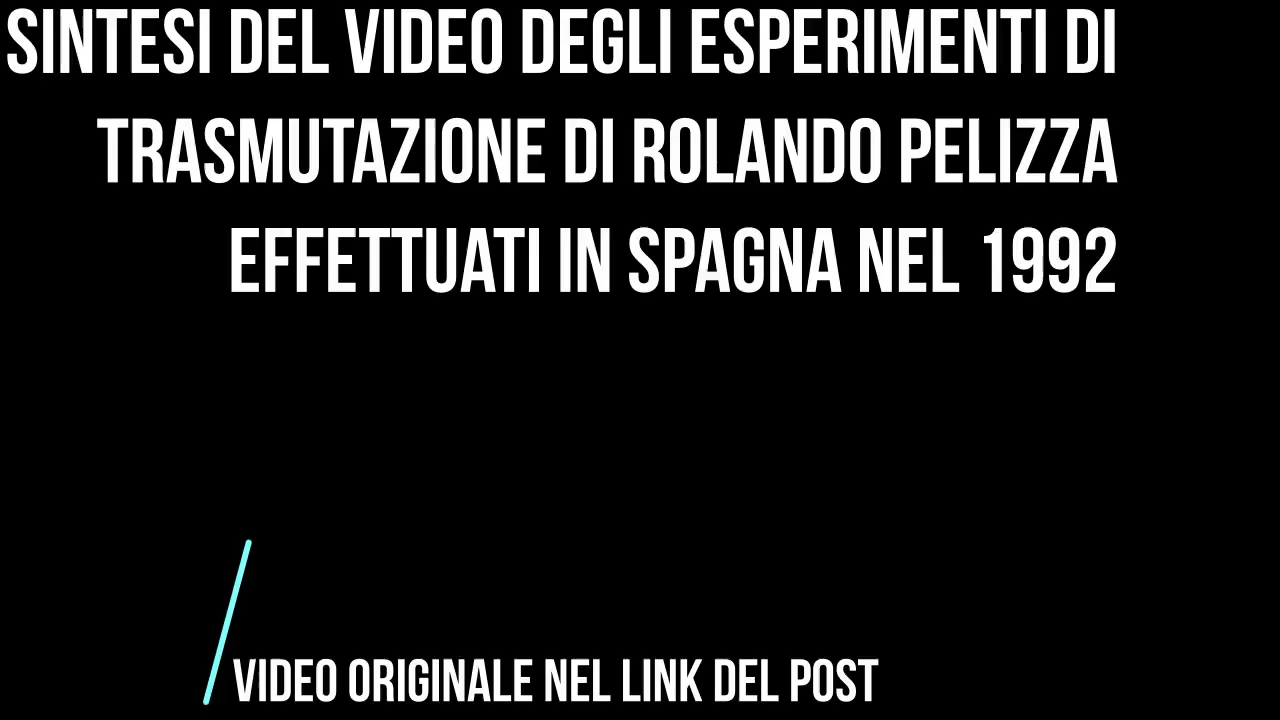 SINTESI DEL VIDEO DEGLI ESPERIMENTI DI
TRASMUTAZIONE DI ROLANDO PELIZZA
EFFETTUATI IN SPAGNA NEL 1992
VIDEO ORIGINALE NEL LINK DEL POST